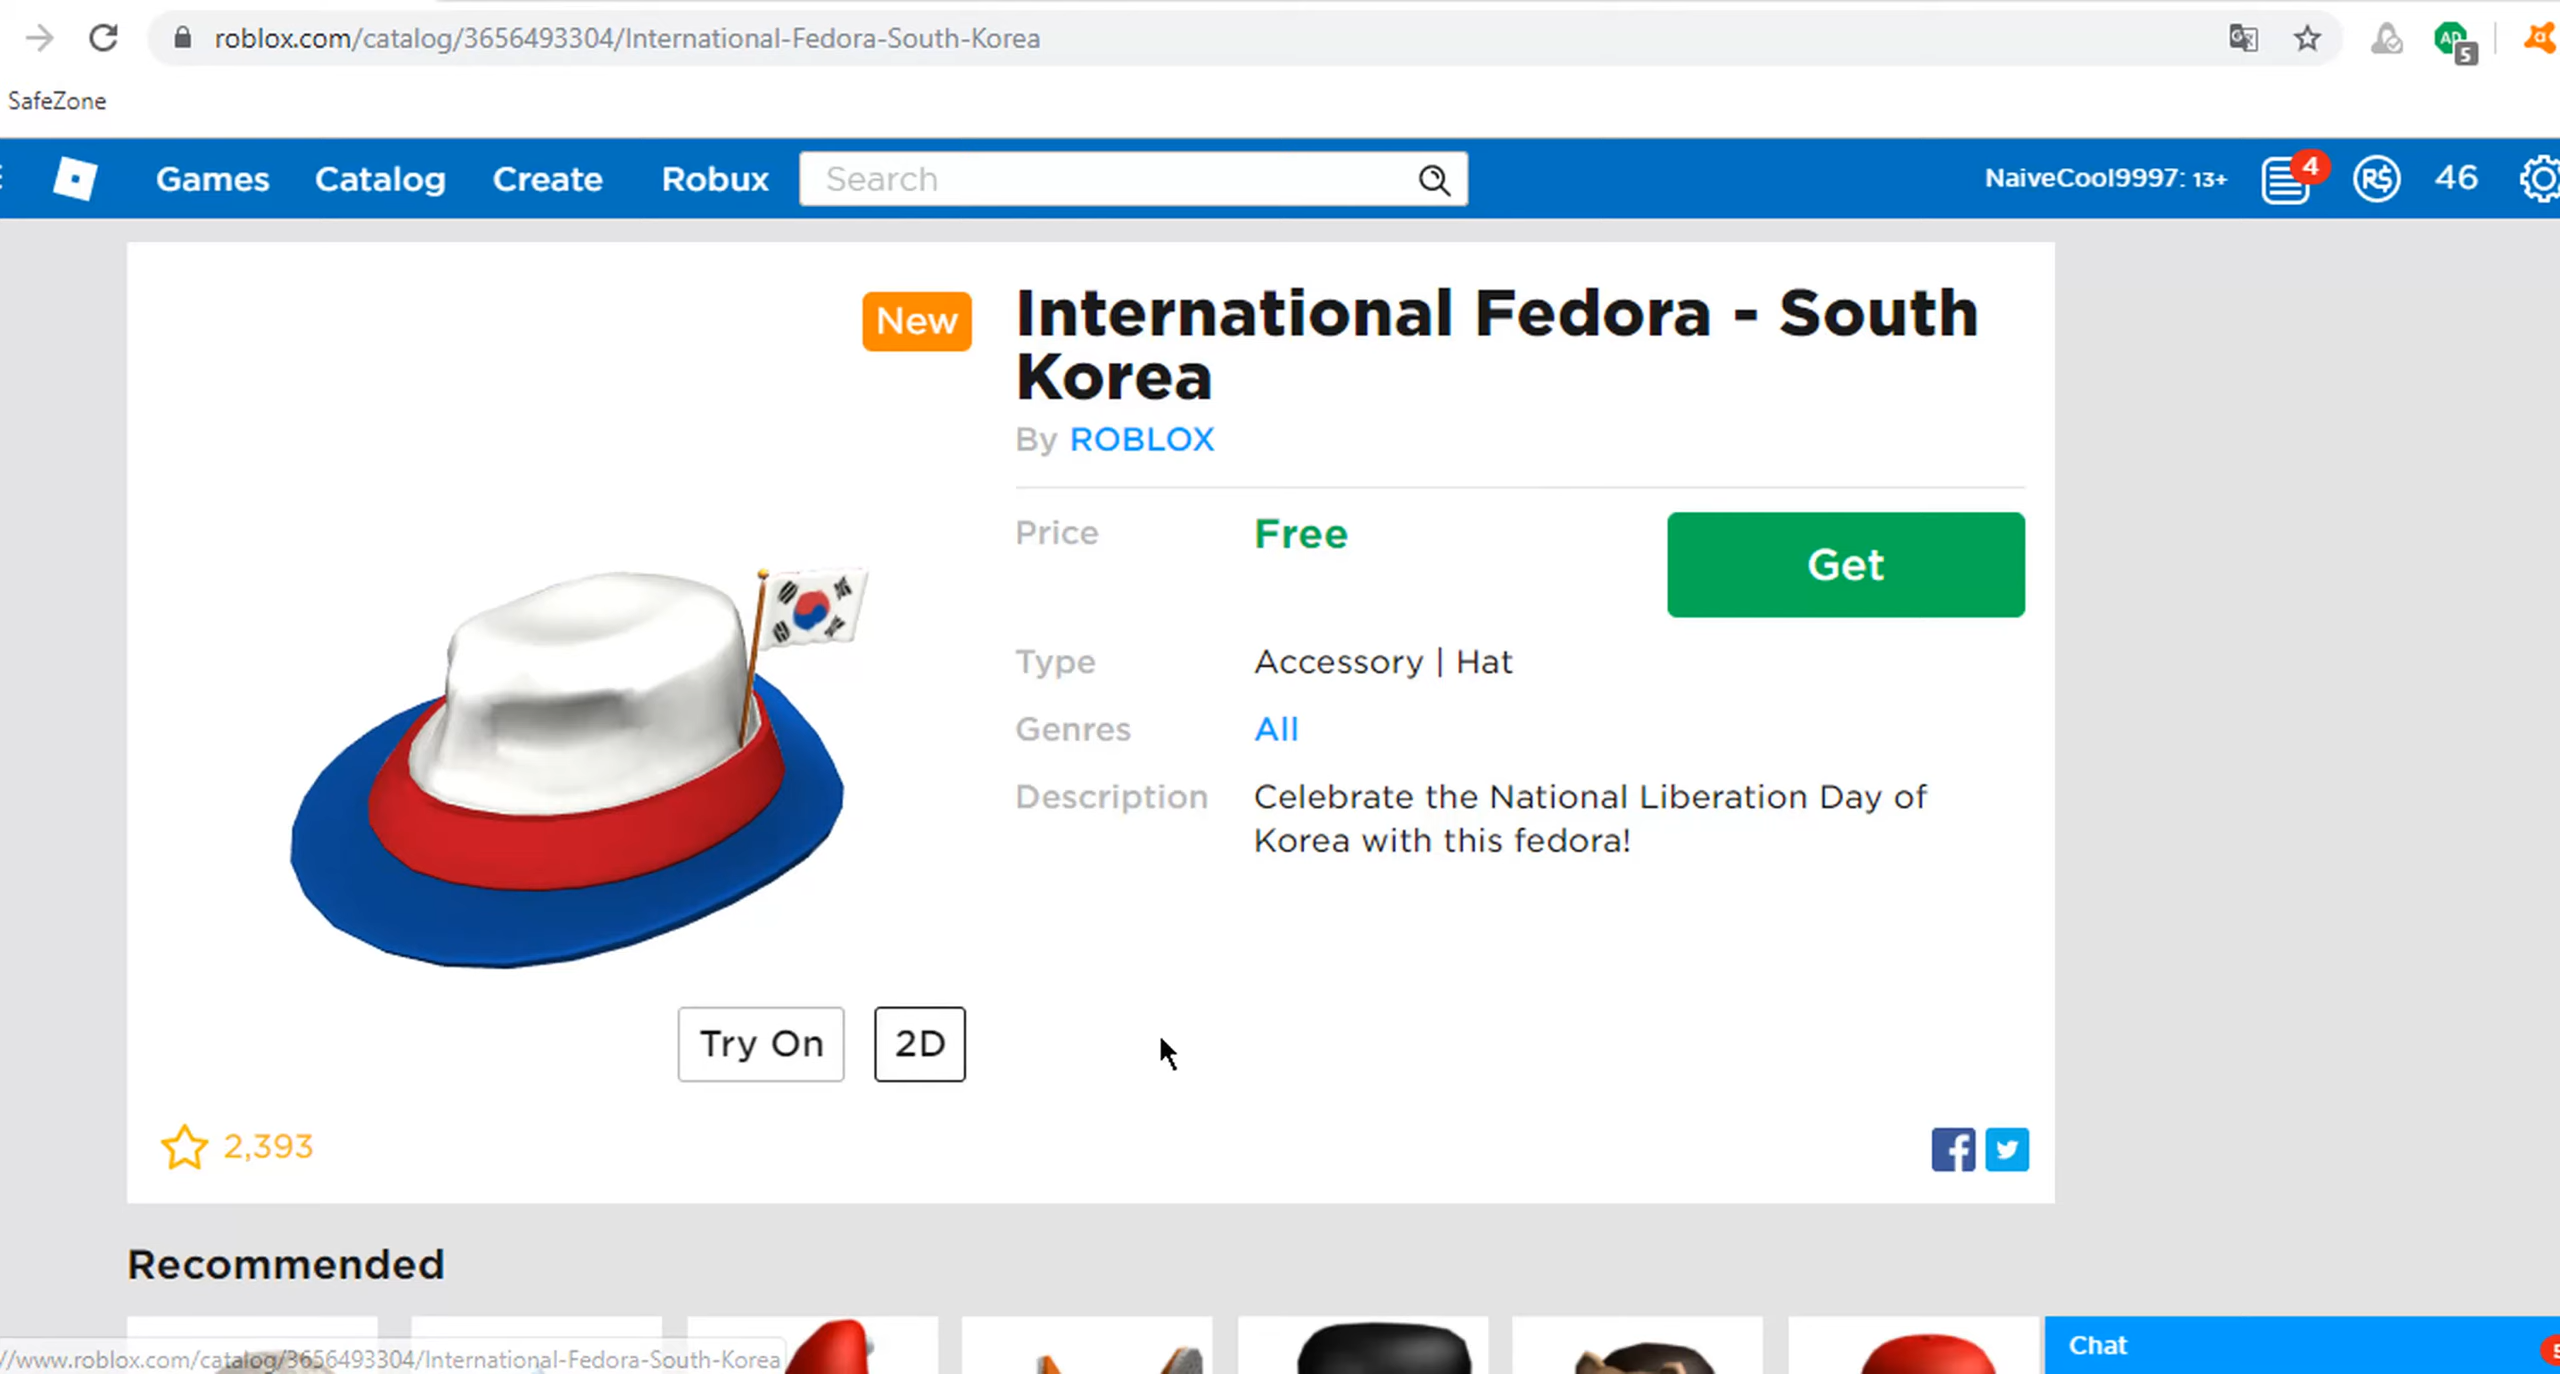 roblox.com/catalog/3656493304/International-Fedora-South-Korea
5
SafeZone
Games Catalog Create Robux Search NaiveCool9997: 13+ 4 R$ 46
New
International Fedora - South
Korea
By ROBLOX
Price Free Get
Type Accessory | Hat
Genres All
Description Celebrate the National Liberation Day of
Korea with this fedora!
Try On 2D
2,393
Recommended
//www.roblox.com/catalog/3656493304/International-Fedora-South-Korea
Chat